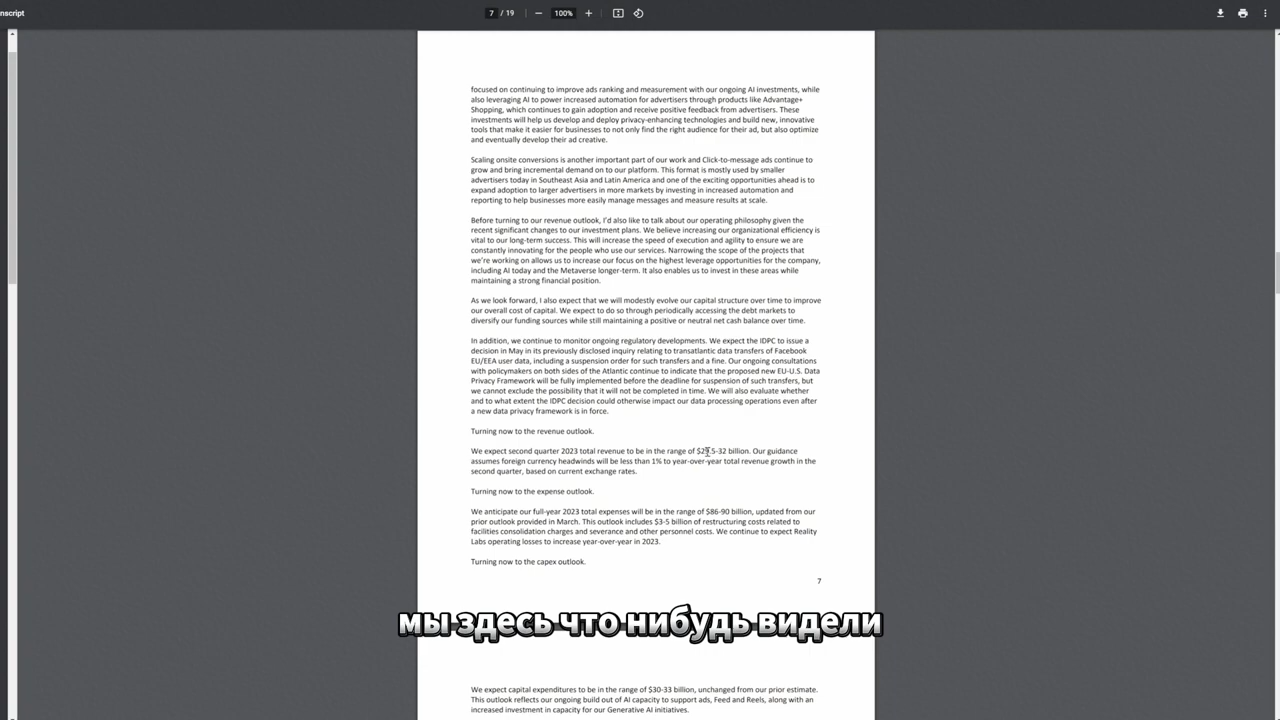 nscript
7 / 19
100%
focused on continuing to improve ads ranking and measurement with our ongoing AI investments, while
also leveraging AI to power increased automation for advertisers through products like Advantage+
Shopping, which continues to gain adoption and receive positive feedback from advertisers. These
investments will help us develop and deploy privacy-enhancing technologies and build new, innovative
tools that make it easier for businesses to not only find the right audience for their ad, but also optimize
and eventually develop their ad creative.
Scaling onsite conversions is another important part of our work and Click-to-message ads continue to
grow and bring incremental demand on to our platform. This format is mostly used by smaller
advertisers today in Southeast Asia and Latin America and one of the exciting opportunities ahead is to
expand adoption to larger advertisers in more markets by investing in increased automation and
reporting to help businesses more easily manage messages and measure results at scale.
Before turning to our revenue outlook, I'd also like to talk about our operating philosophy given the
recent significant changes to our investment plans. We believe increasing our organizational efficiency is
vital to our long-term success. This will increase the speed of execution and agility to ensure we are
constantly innovating for the people who use our services. Narrowing the scope of the projects that
we're working on allows us to increase our focus on the highest leverage opportunities for the company,
including AI today and the Metaverse longer-term. It also enables us to invest in these areas while
maintaining a strong financial position.
As we look forward, I also expect that we will modestly evolve our capital structure over time to improve
our overall cost of capital. We expect to do so through periodically accessing the debt markets to
diversify our funding sources while still maintaining a positive or neutral net cash balance over time.
In addition, we continue to monitor ongoing regulatory developments. We expect the IDPC to issue a
decision in May in its previously disclosed inquiry relating to transatlantic data transfers of Facebook
EU/EEA user data, including a suspension order for such transfers and a fine. Our ongoing consultations
with policymakers on both sides of the Atlantic continue to indicate that the proposed new EU-U.S. Data
Privacy Framework will be fully implemented before the deadline for suspension of such transfers, but
we cannot exclude the possibility that it will not be completed in time. We will also evaluate whether
and to what extent the IDPC decision could otherwise impact our data processing operations even after
a new data privacy framework is in force.
Turning now to the revenue outlook.
We expect second quarter 2023 total revenue to be in the range of $29.5-32 billion. Our guidance
assumes foreign currency headwinds will be less than 1% to year-over-year total revenue growth in the
second quarter, based on current exchange rates.
Turning now to the expense outlook.
We anticipate our full-year 2023 total expenses will be in the range of $86-90 billion, updated from our
prior outlook provided in March. This outlook includes $3-5 billion of restructuring costs related to
facilities consolidation charges and severance and other personnel costs. We continue to expect Reality
Labs operating losses to increase year-over-year in 2023.
Turning now to the capex outlook.
7
мы здесь что нибудь видели
We expect capital expenditures to be in the range of $30-33 billion, unchanged from our prior estimate.
This outlook reflects our ongoing build out of AI capacity to support ads, Feed and Reels, along with an
increased investment in capacity for our Generative AI initiatives.